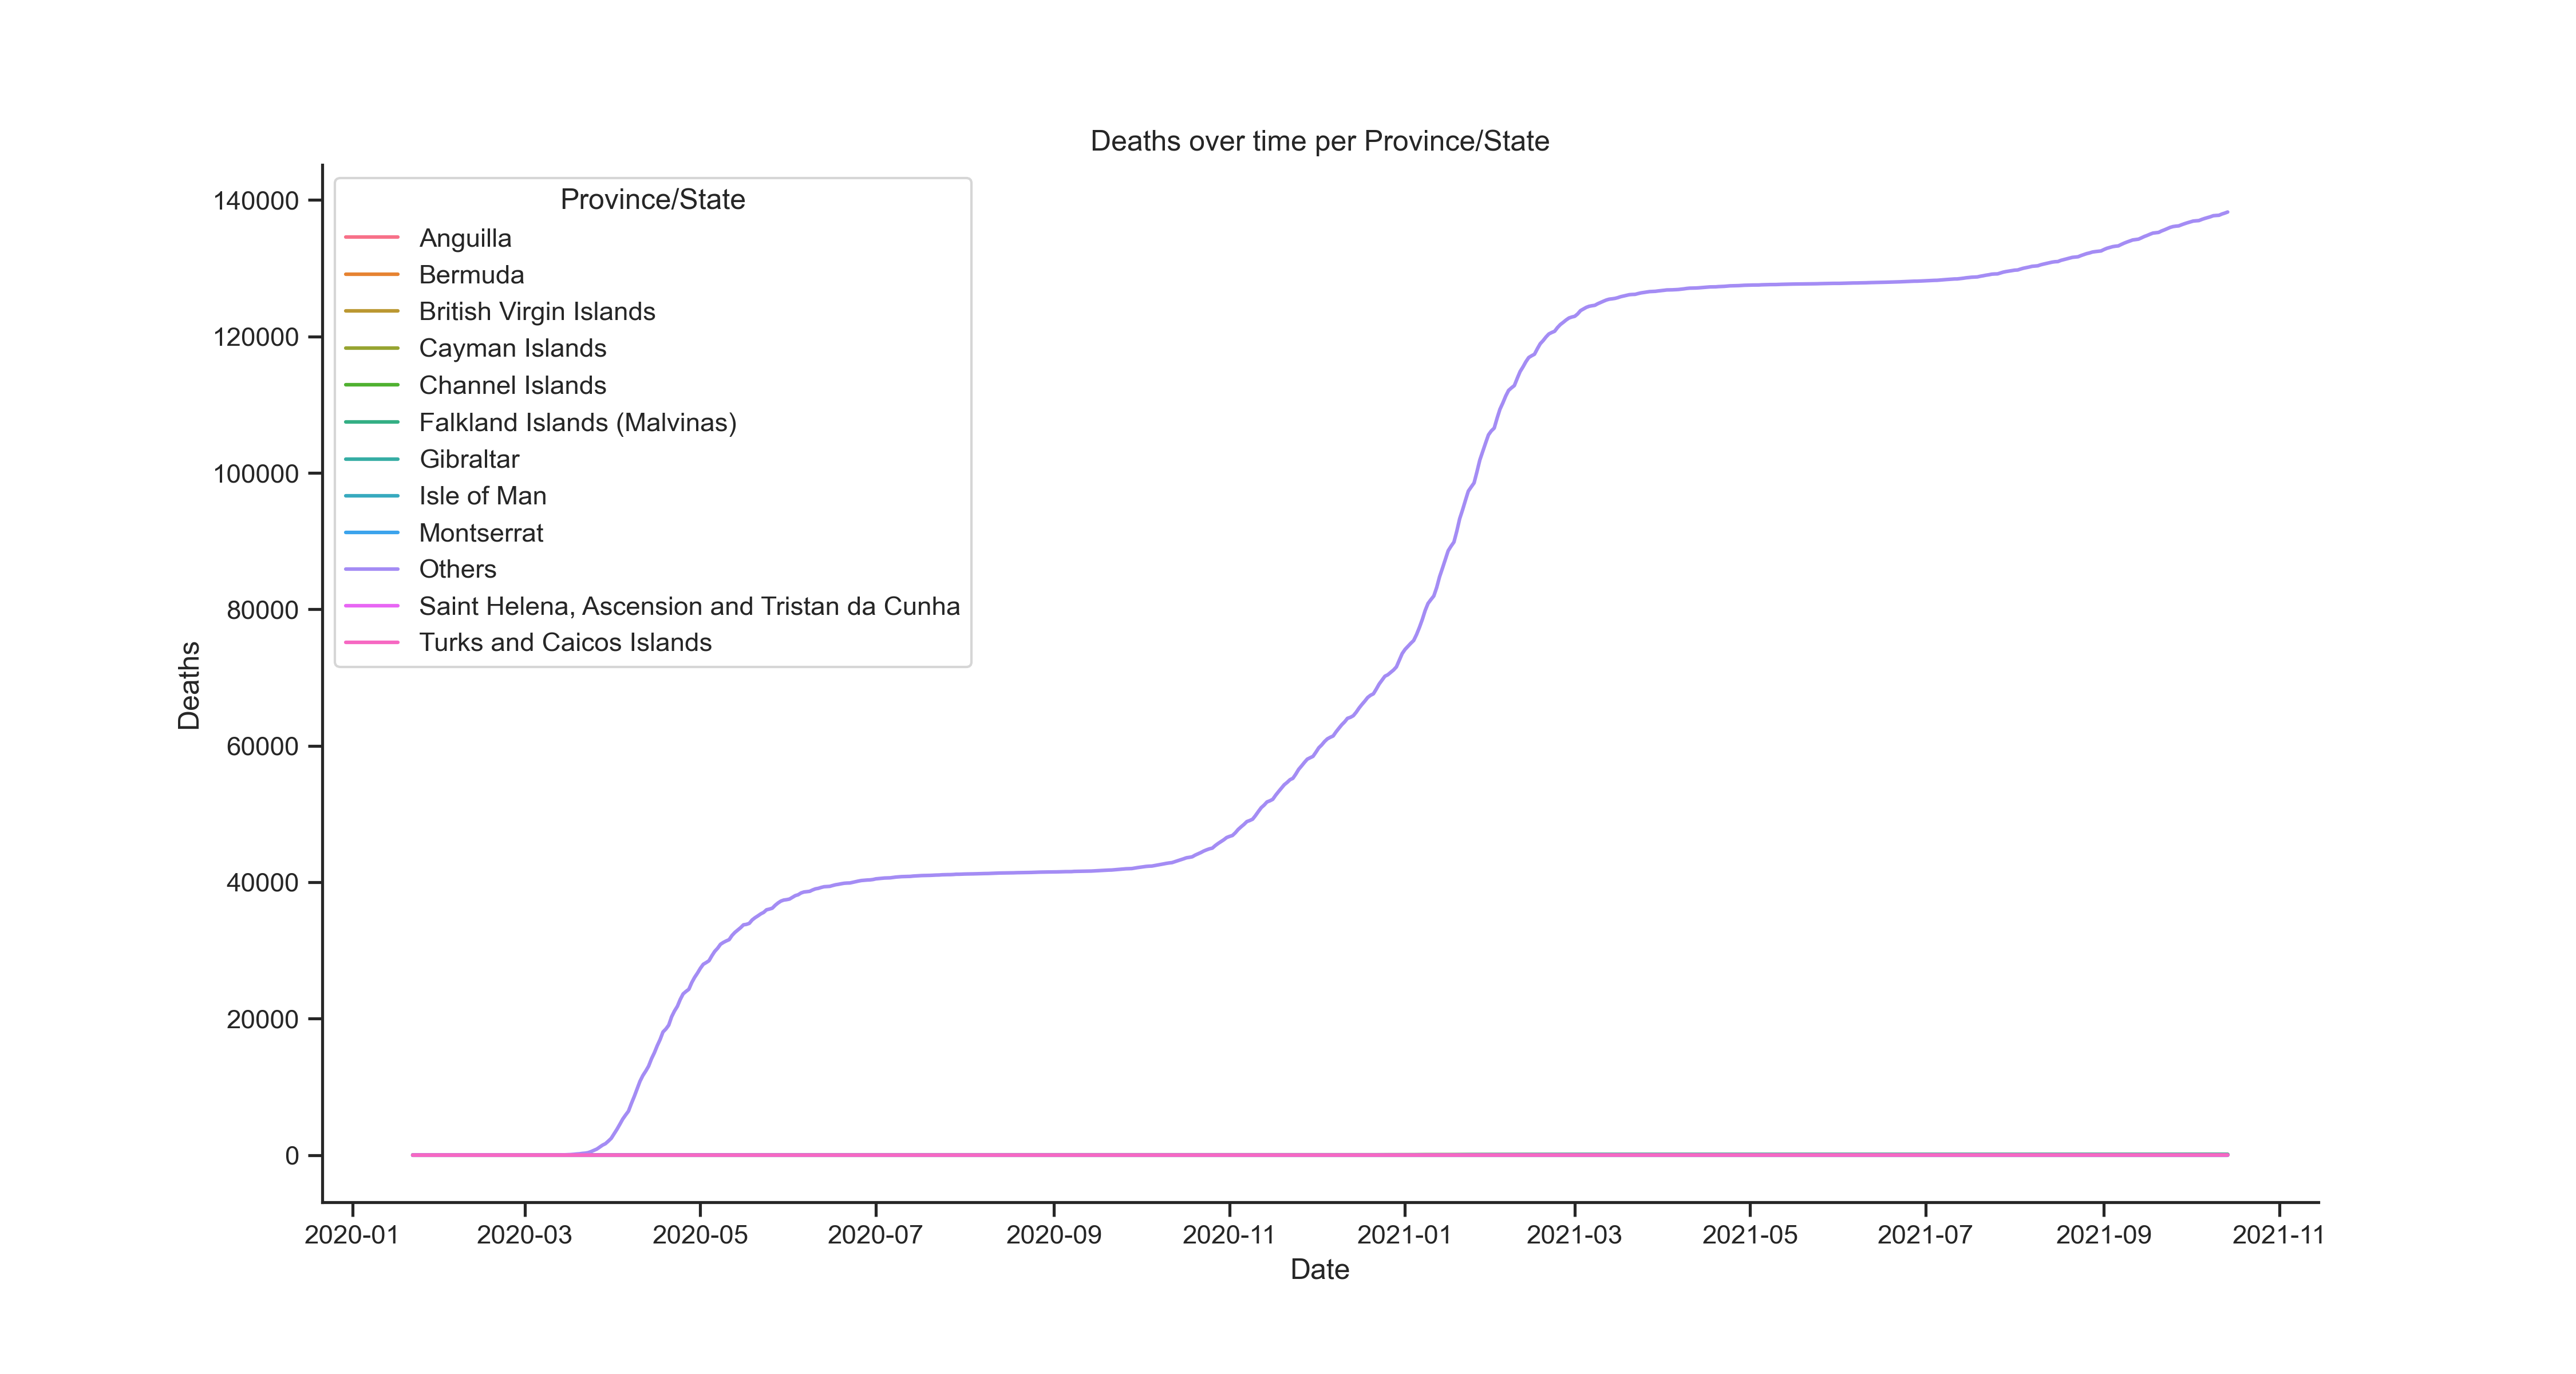 Deaths over time per Province/State
Province/State
Anguilla
Bermuda
British Virgin Islands
Cayman Islands
Channel Islands
Falkland Islands (Malvinas)
Gibraltar
Isle of Man
Montserrat
Others
Saint Helena, Ascension and Tristan da Cunha
Turks and Caicos Islands
Deaths
140000
120000
100000
80000
60000
40000
20000
0
2020-01 2020-03 2020-05 2020-07 2020-09 2020-11 2021-01 2021-03 2021-05 2021-07 2021-09 2021-11
Date